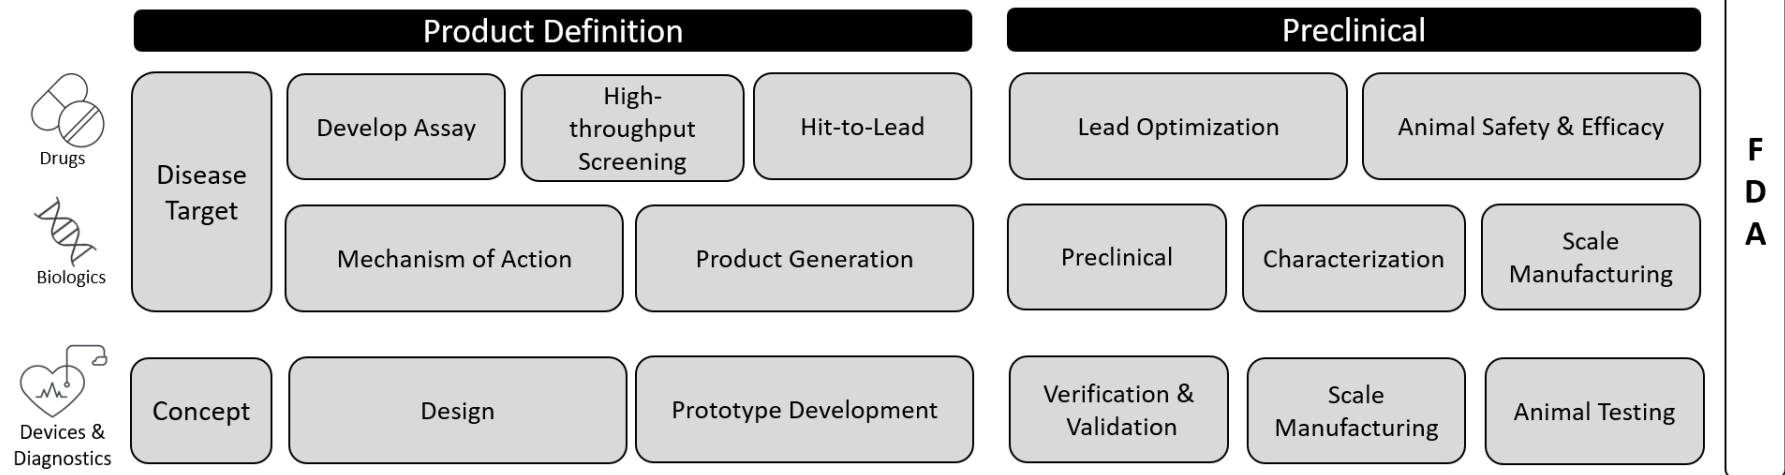 Product Definition
Preclinical
Drugs
Disease
Target
Develop Assay
High-
throughput
Screening
Hit-to-Lead
Lead Optimization
Animal Safety & Efficacy
Biologics
Mechanism of Action
Product Generation
Preclinical
Characterization
Scale
Manufacturing
Devices &
Diagnostics
Concept
Design
Prototype Development
Verification &
Validation
Scale
Manufacturing
Animal Testing
F
D
A